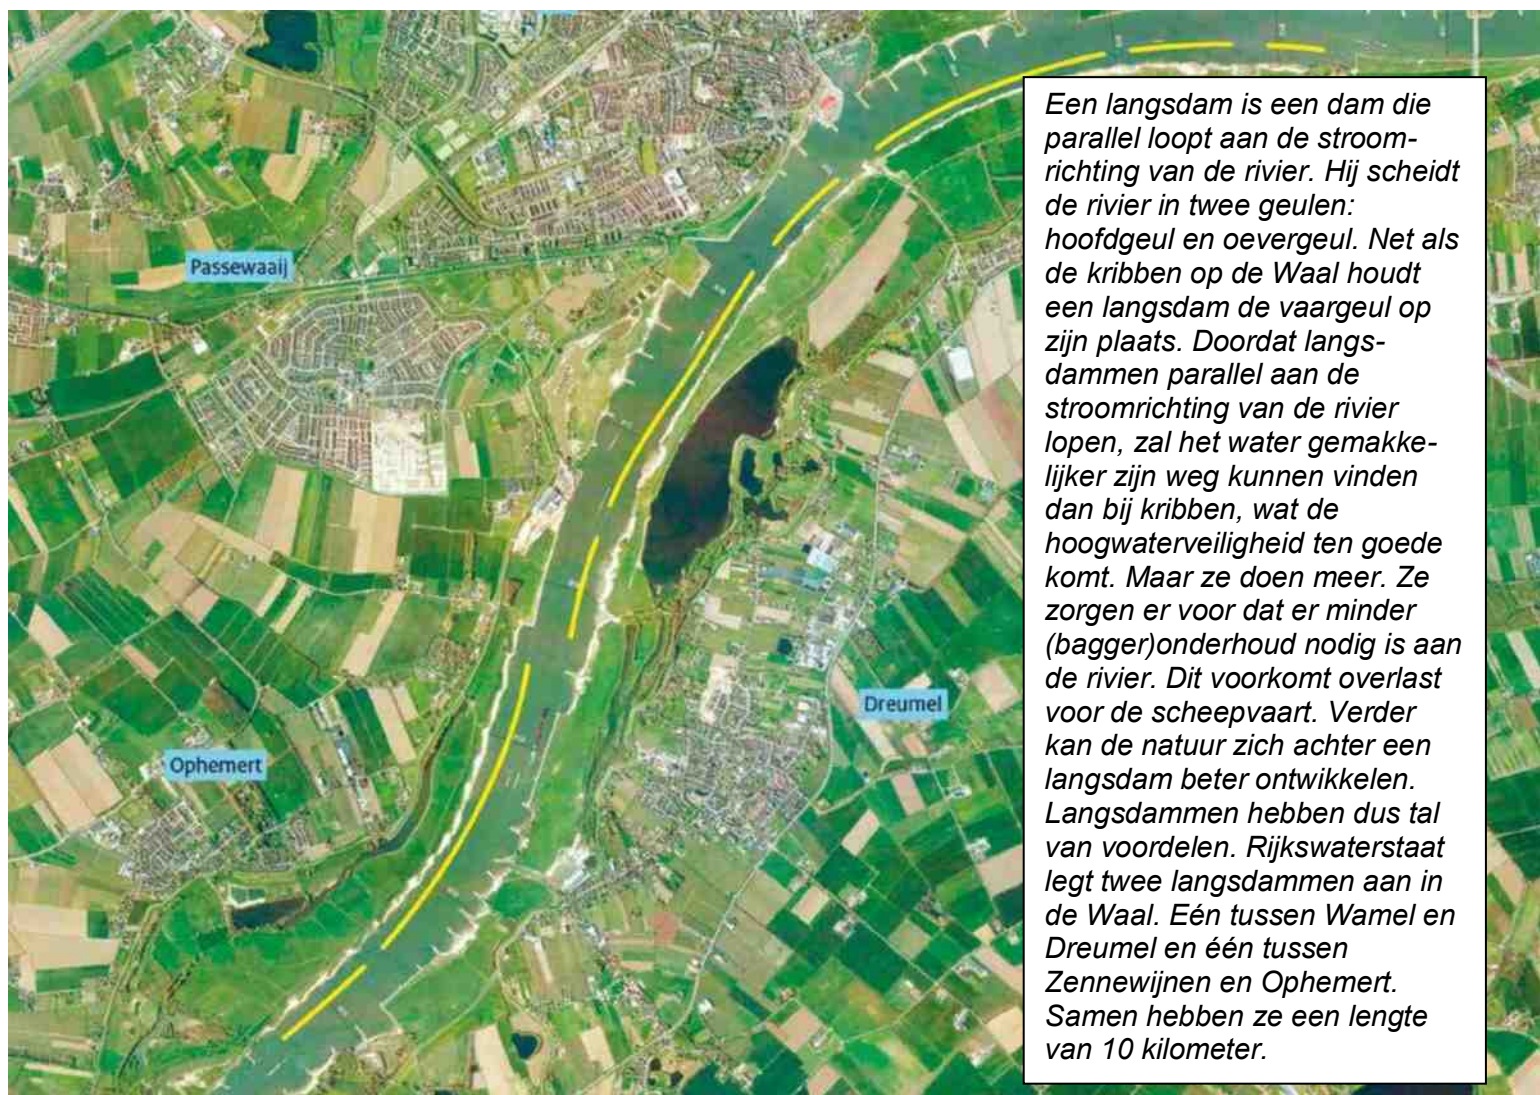 Passewaaij
Ophemert
Dreumel
Een langsdam is een dam die
parallel loopt aan de stroom-
richting van de rivier. Hij scheidt
de rivier in twee geulen:
hoofdgeul en oevergeul. Net als
de kribben op de Waal houdt
een langsdam de vaargeul op
zijn plaats. Doordat langs-
dammen parallel aan de
stroomrichting van de rivier
lopen, zal het water gemakke-
lijker zijn weg kunnen vinden
dan bij kribben, wat de
hoogwaterveiligheid ten goede
komt. Maar ze doen meer. Ze
zorgen er voor dat er minder
(bagger)onderhoud nodig is aan
de rivier. Dit voorkomt overlast
voor de scheepvaart. Verder
kan de natuur zich achter een
langsdam beter ontwikkelen.
Langsdammen hebben dus tal
van voordelen. Rijkswaterstaat
legt twee langsdammen aan in
de Waal. Eén tussen Wamel en
Dreumel en één tussen
Zennewijnen en Ophemert.
Samen hebben ze een lengte
van 10 kilometer.